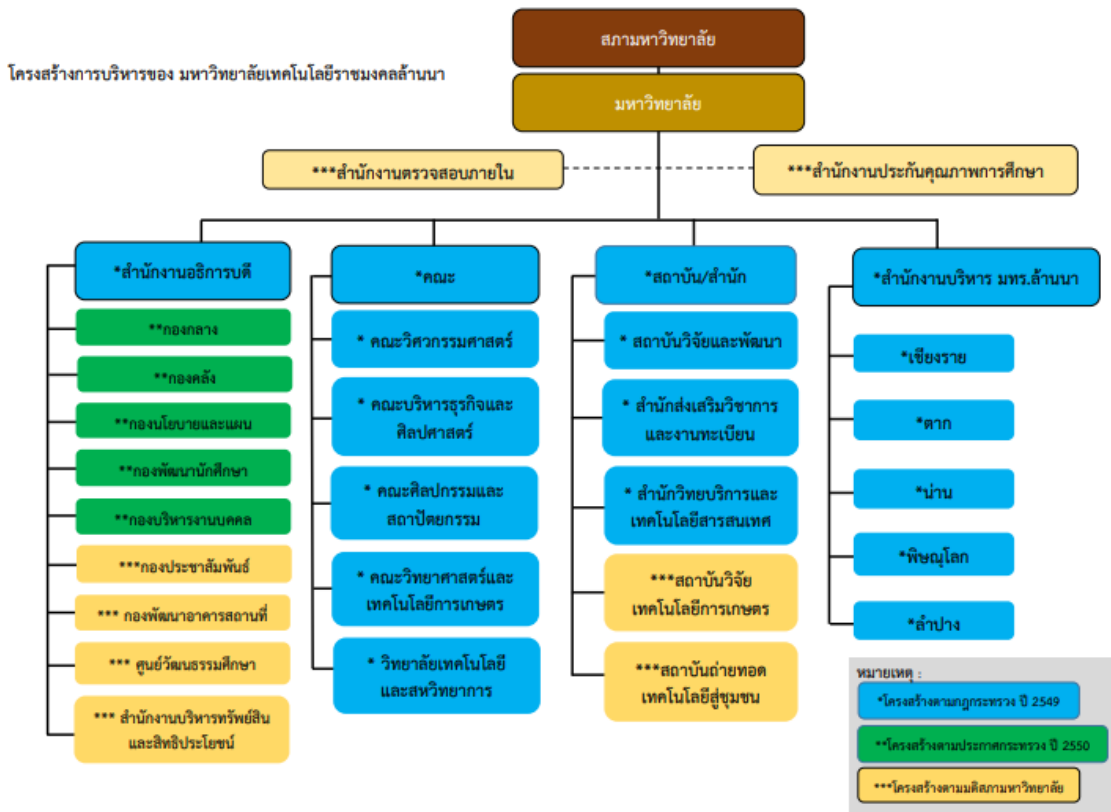 สภามหาวิทยาลัย
โครงสร้างการบริหารของ มหาวิทยาลัยเทคโนโลยีราชมงคลล้านนา
มหาวิทยาลัย
***สำนักงานตรวจสอบภายใน
***สำนักงานประกันคุณภาพการศึกษา
*สำนักงานอธิการบดี
**กองกลาง
**กองคลัง
**กองนโยบายและแผน
**กองพัฒนานักศึกษา
**กองบริหารงานบุคคล
***กองประชาสัมพันธ์
*** กองพัฒนาอาคารสถานที่
*** ศูนย์วัฒนธรรมศึกษา
*** สำนักงานบริหารทรัพย์สิน
และสิทธิประโยชน์
*คณะ
* คณะวิศวกรรมศาสตร์
* คณะบริหารธุรกิจและ
ศิลปศาสตร์
* คณะศิลปกรรมและ
สถาปัตยกรรม
* คณะวิทยาศาสตร์และ
เทคโนโลยีการเกษตร
* วิทยาลัยเทคโนโลยี
และสหวิทยาการ
*สถาบัน/สำนัก
* สถาบันวิจัยและพัฒนา
* สำนักส่งเสริมวิชาการ
และงานทะเบียน
* สำนักวิทยบริการและ
เทคโนโลยีสารสนเทศ
***สถาบันวิจัย
เทคโนโลยีการเกษตร
***สถาบันถ่ายทอด
เทคโนโลยีสู่ชุมชน
*สำนักงานบริหาร มทร.ล้านนา
*เชียงราย
*ตาก
*น่าน
*พิษณุโลก
*ลำปาง
หมายเหตุ :
*โครงสร้างตามกฎกระทรวง ปี 2549
**โครงสร้างตามประกาศกระทรวง ปี 2550
***โครงสร้างตามมติสภามหาวิทยาลัย